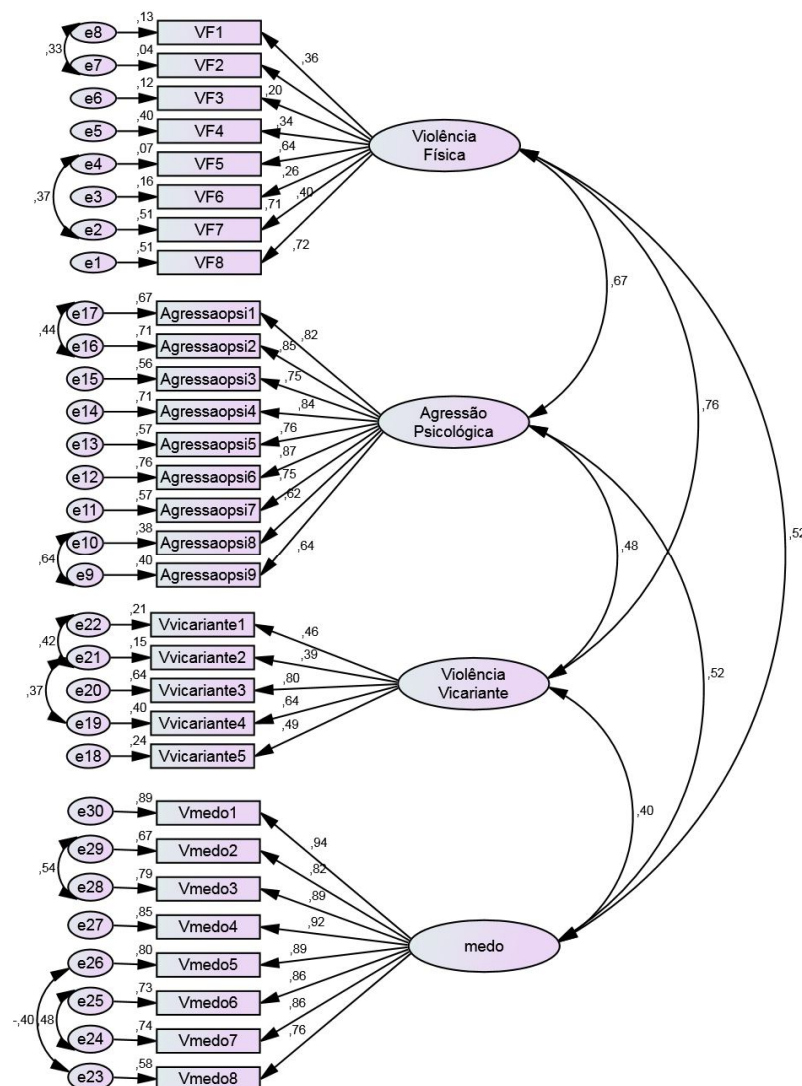 e8 ,13 VF1
,33
e7 ,04 VF2
,36
e6 ,12 VF3
,20
e5 ,40 VF4
,34
e4 ,07 VF5
,64
e3 ,16 VF6
,26
,37
e2 ,51 VF7
,71
,40
e1 ,51 VF8
,72
Violência
Física
,67
,76
,52
e17 ,67 Agressaopsi1
,82
,44
e16 ,71 Agressaopsi2
,85
e15 ,56 Agressaopsi3
,75
e14 ,71 Agressaopsi4
,84
e13 ,57 Agressaopsi5
,76
e12 ,76 Agressaopsi6
,87
e11 ,57 Agressaopsi7
,75
e10 ,38 Agressaopsi8
,62
,64
e9 ,40 Agressaopsi9
,64
Agressão
Psicológica
,48
,52
e22 ,21 Vvicariante1
,46
,42
e21 ,15 Vvicariante2
,39
e20 ,64 Vvicariante3
,80
,37
e19 ,40 Vvicariante4
,64
e18 ,24 Vvicariante5
,49
Violência
Vicariante
,40
e30 ,89 Vmedo1
,94
e29 ,67 Vmedo2
,82
,54
e28 ,79 Vmedo3
,89
e27 ,85 Vmedo4
,92
e26 ,80 Vmedo5
,89
e25 ,73 Vmedo6
,86
-,40 ,48
e24 ,74 Vmedo7
,86
e23 ,58 Vmedo8
,76
medo